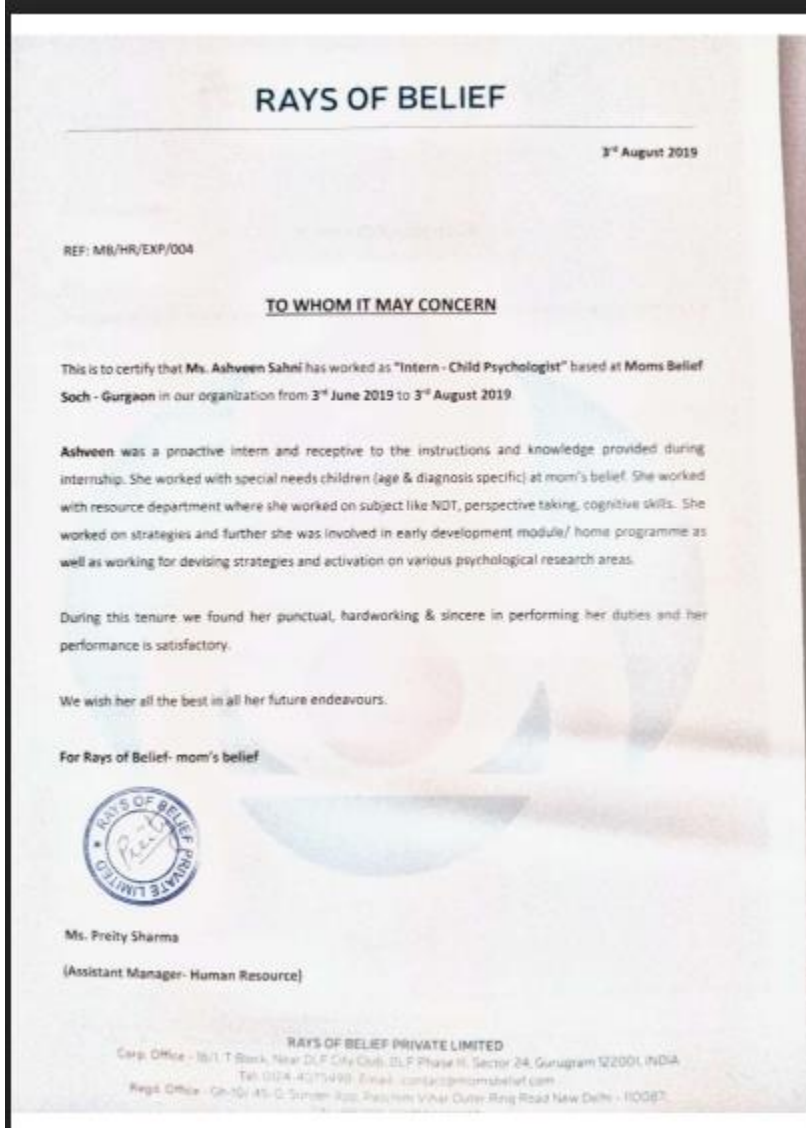 RAYS OF BELIEF
3rd August 2019
REF: MB/HR/EXP/004
TO WHOM IT MAY CONCERN
This is to certify that Ms. Ashveen Sahni has worked as "Intern - Child Psychologist" based at Moms Belief
Soch - Gurgaon in our organization from 3rd June 2019 to 3rd August 2019.
Ashveen was a proactive intern and receptive to the instructions and knowledge provided during
internship. She worked with special needs children (age & diagnosis specific) at mom's belief. She worked
with resource department where she worked on subject like NDT, perspective taking, cognitive skills. She
worked on strategies and further she was involved in early development module/ home programme as
well as working for devising strategies and activation on various psychological research areas.
During this tenure we found her punctual, hardworking & sincere in performing her duties and her
performance is satisfactory.
We wish her all the best in all her future endeavours.
For Rays of Belief- mom's belief
RAYS OF BELIEF PRIVATE LIMITED
Preity
Ms. Preity Sharma
(Assistant Manager- Human Resource)
RAYS OF BELIEF PRIVATE LIMITED
Corp. Office - 16/1, T Block, Near DLF City Club, DLF Phase III, Sector 24, Gurugram 122001, INDIA
Tel: Email: contact@momsbelief.com
Regd. Office - Paschim Vihar Outer Ring Road New Delhi - 110087